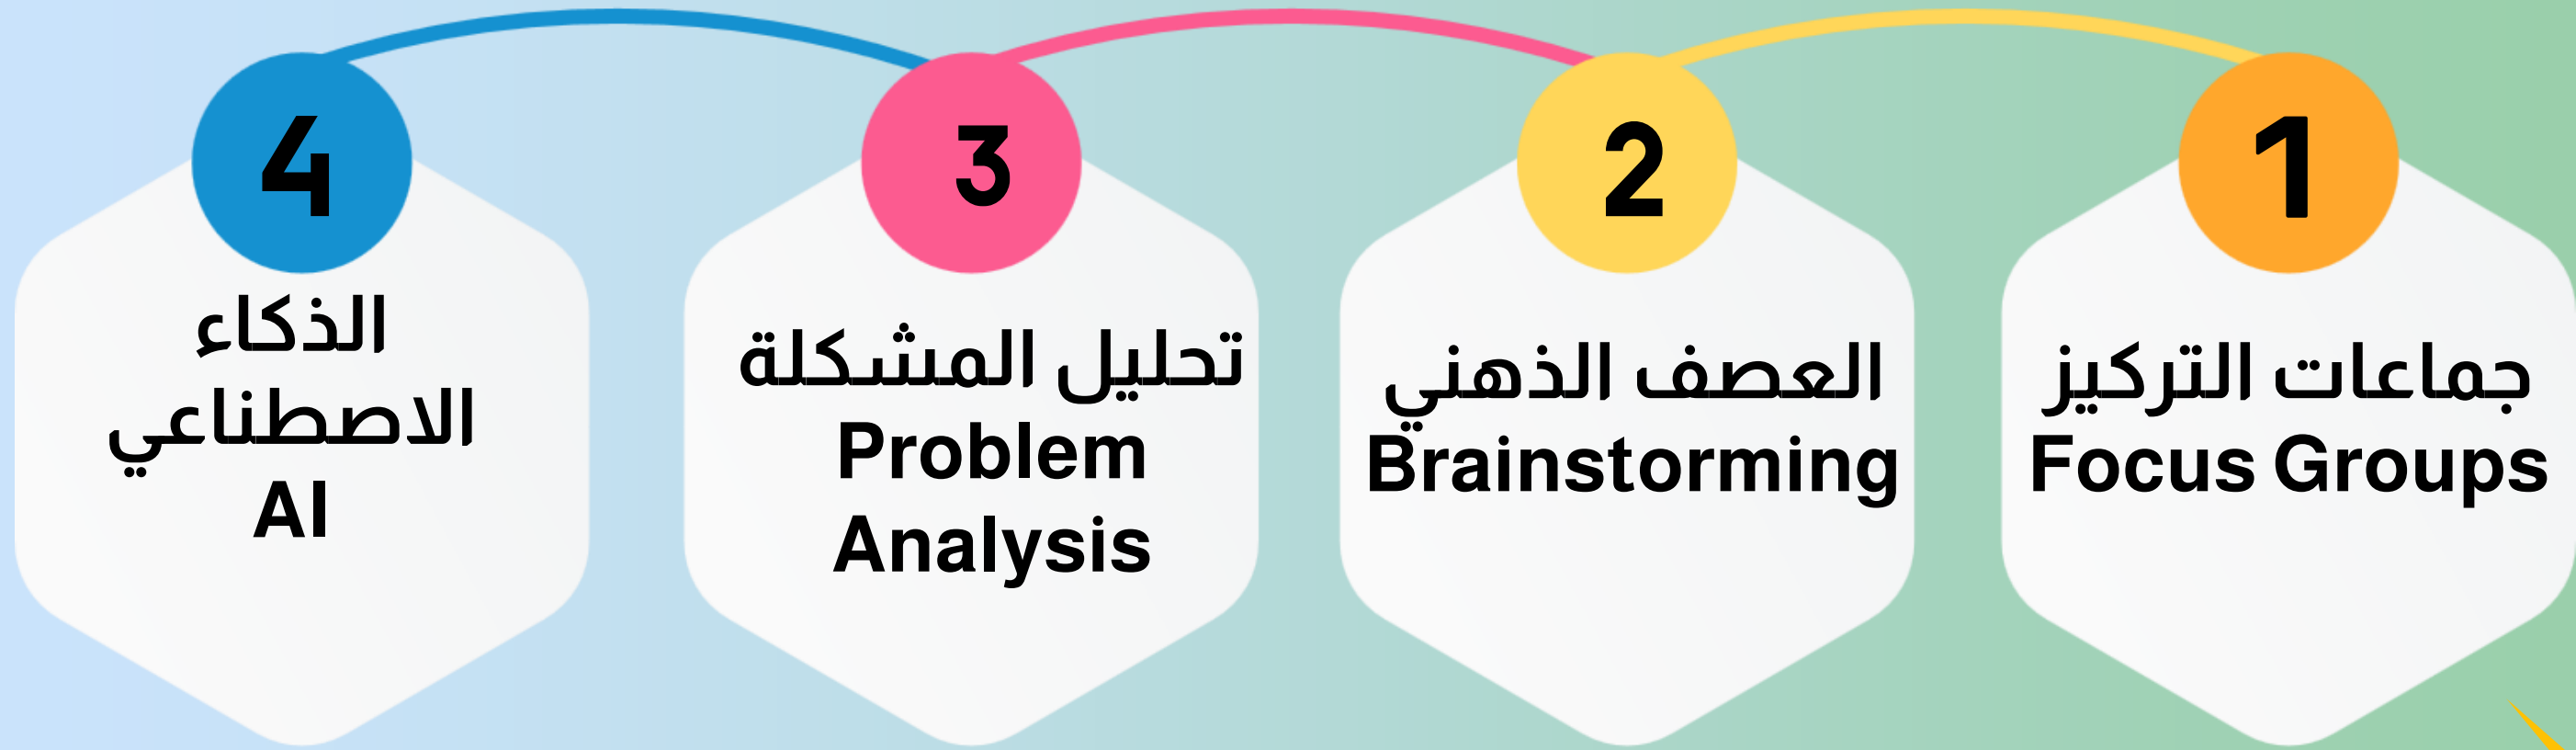 1
جماعات التركيز
Focus Groups
2
العصف الذهني
Brainstorming
3
تحليل المشكلة
Problem
Analysis
4
الذكاء
الاصطناعي
AI